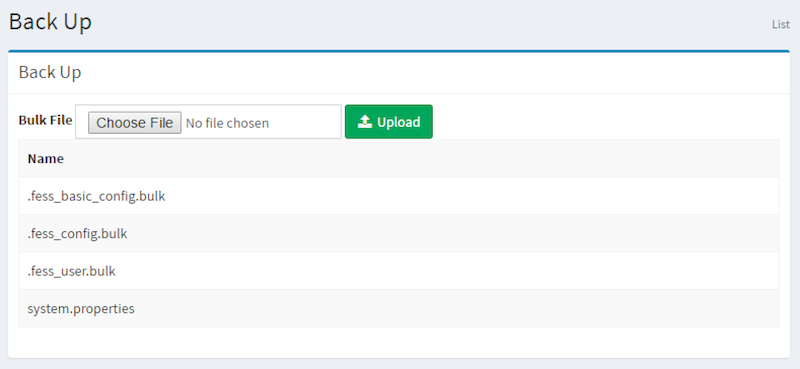 Back Up
List
Back Up
Bulk File Choose File No file chosen Upload
Name
.fess_basic_config.bulk
.fess_config.bulk
.fess_user.bulk
system.properties